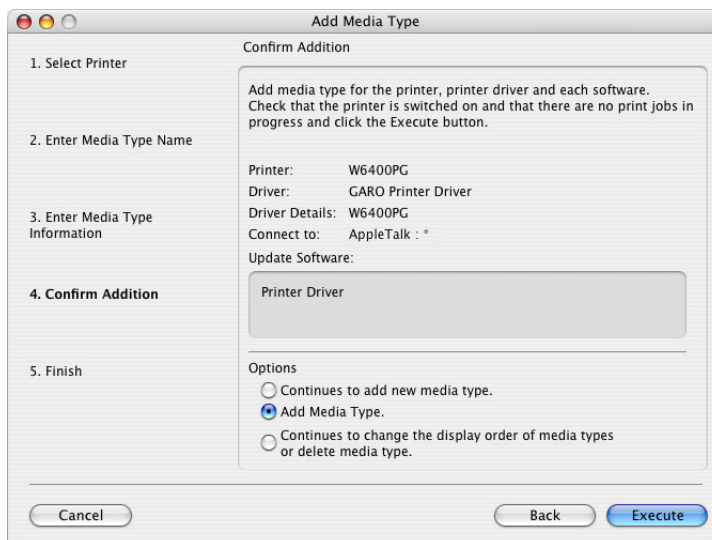 Add Media Type
1. Select Printer
2. Enter Media Type Name
3. Enter Media Type
Information
4. Confirm Addition
5. Finish
Confirm Addition
Add media type for the printer, printer driver and each software.
Check that the printer is switched on and that there are no print jobs in
progress and click the Execute button.
Printer: W6400PG
Driver: GARO Printer Driver
Driver Details: W6400PG
Connect to: AppleTalk : *
Update Software:
Printer Driver
Options
Continues to add new media type.
Add Media Type.
Continues to change the display order of media types
or delete media type.
Cancel Back Execute